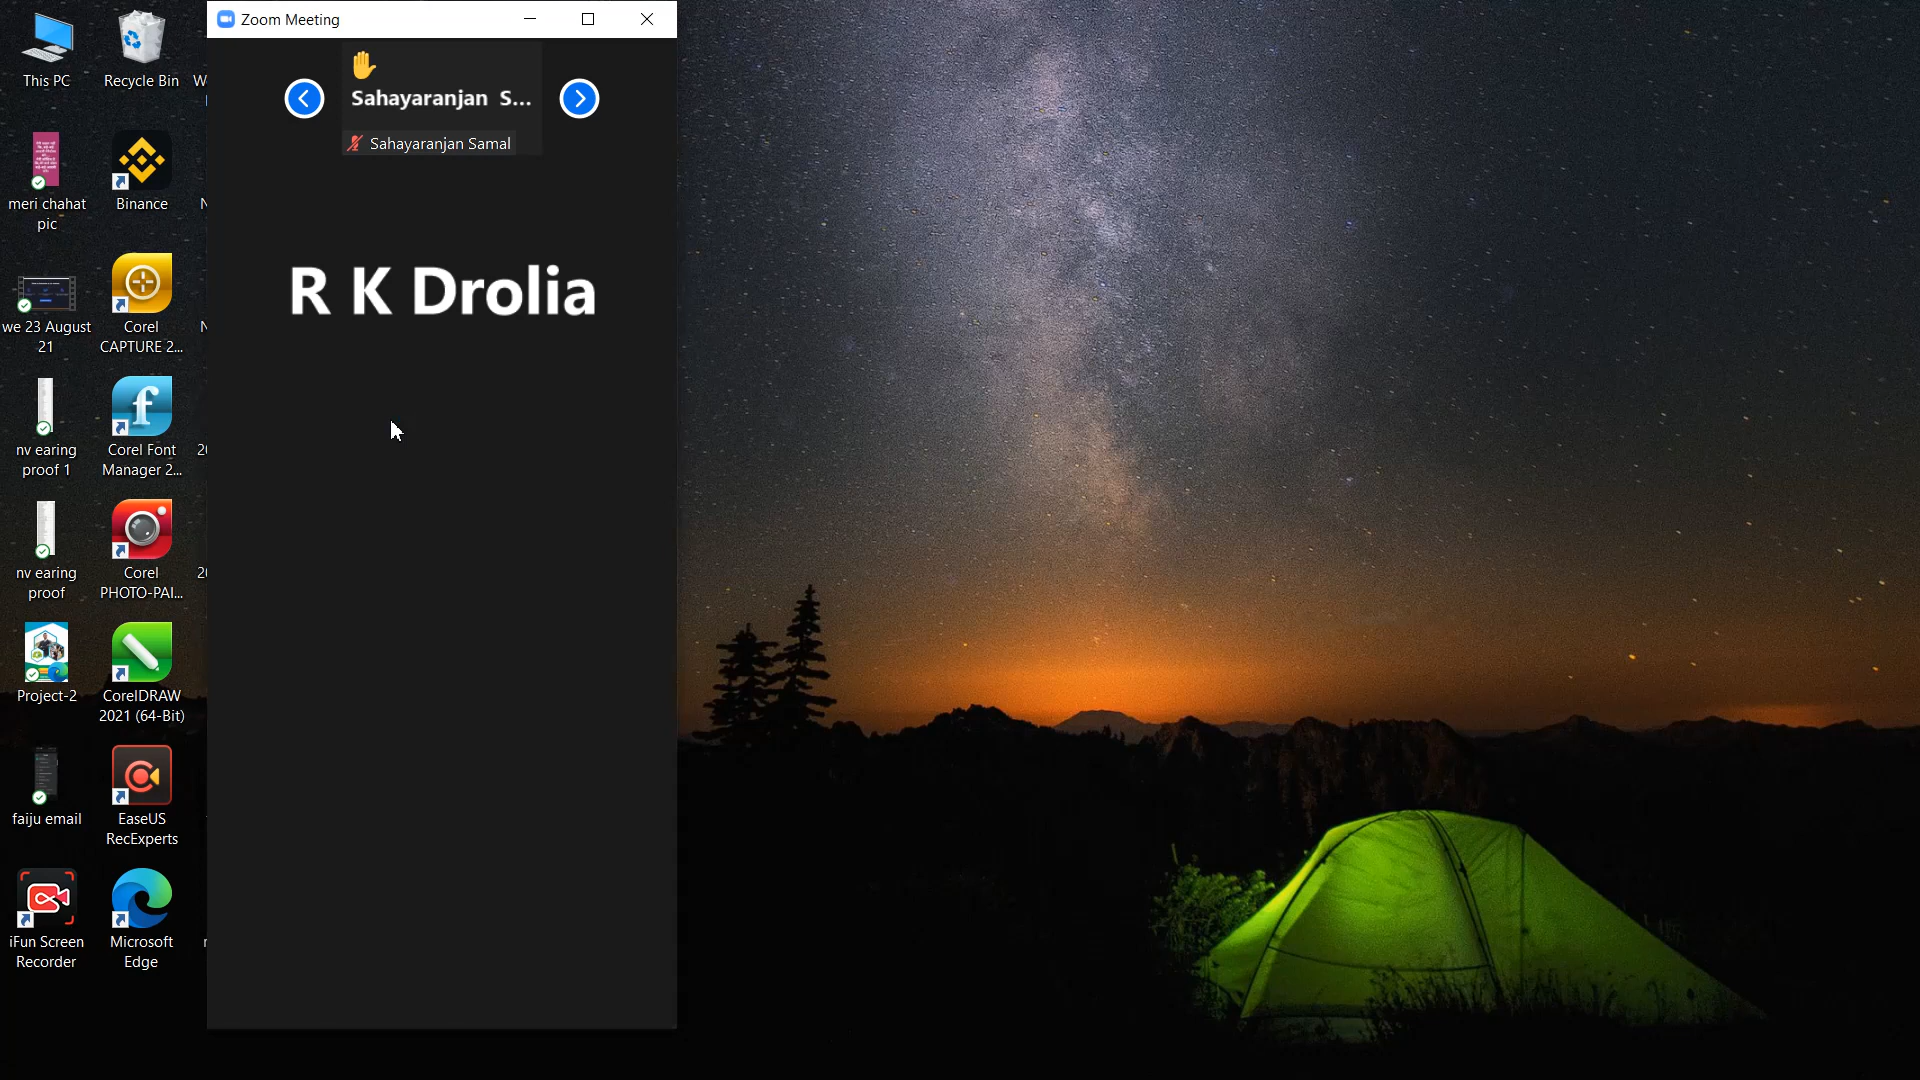 Zoom Meeting
Sahayaranjan S...
Sahayaranjan Samal
R K Drolia
This PC
Recycle Bin
meri chahat
pic
Binance
we 23 August
21
Corel
CAPTURE 2...
nv earing
proof 1
Corel Font
Manager 2...
nv earing
proof
Corel
PHOTO-PAI...
Project-2
CorelDRAW
2021 (64-Bit)
faiju email
EaseUS
RecExperts
iFun Screen
Recorder
Microsoft
Edge